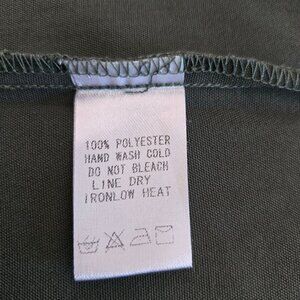 100% POLYESTER
HAND WASH COLD
DO NOT BLEACH
LINE DRY
IRONLOW HEAT